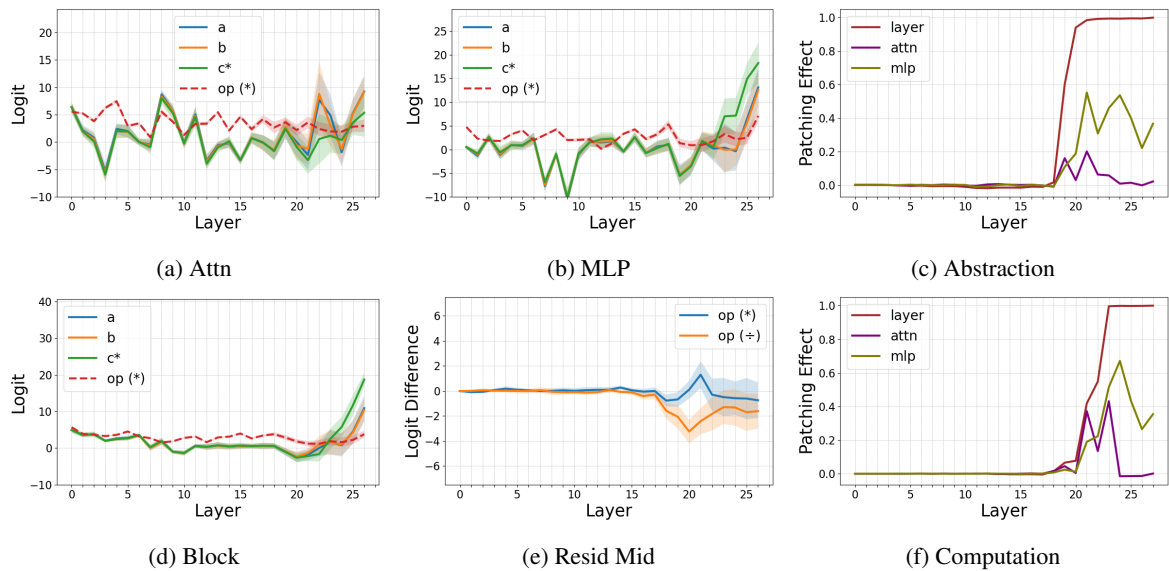 Logit
20
15
10
5
0
-5
-10
a
b
c*
op (*)
0
5
10
15
20
25
Layer
(a) Attn
Logit
25
20
15
10
5
0
-5
-10
a
b
c*
op (*)
0
5
10
15
20
25
Layer
(b) MLP
Patching Effect
1.0
0.8
0.6
0.4
0.2
0.0
layer
attn
mlp
0
5
10
15
20
25
Layer
(c) Abstraction
Logit
40
30
20
10
0
-10
a
b
c*
op (*)
0
5
10
15
20
25
Layer
(d) Block
Logit Difference
6
4
2
0
-2
-4
-6
op (*)
op (÷)
0
5
10
15
20
25
Layer
(e) Resid Mid
Patching Effect
1.0
0.8
0.6
0.4
0.2
0.0
layer
attn
mlp
0
5
10
15
20
25
Layer
(f) Computation